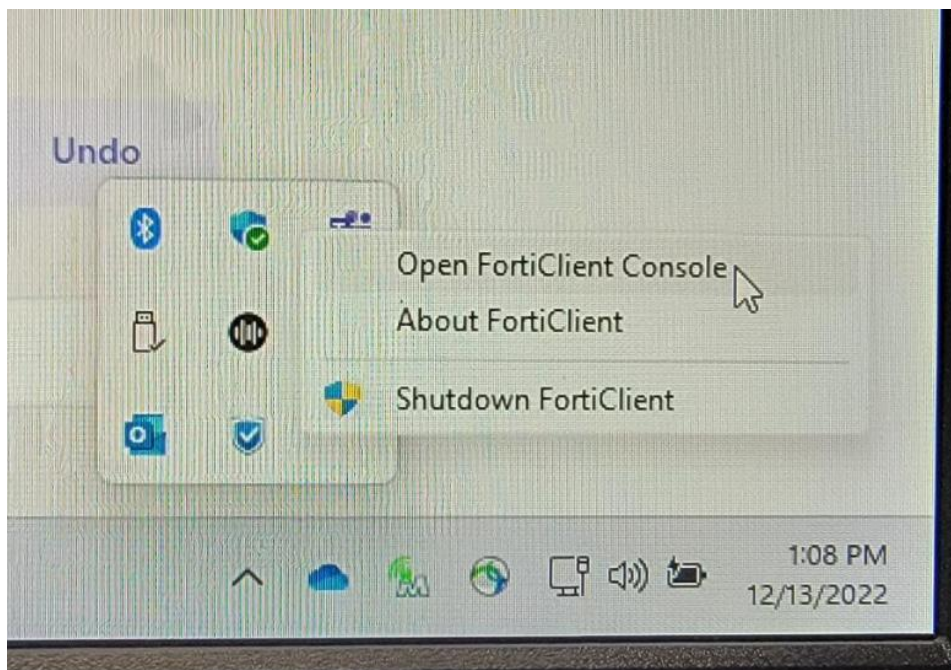 Undo
Open FortiClient Console
About FortiClient
Shutdown FortiClient
1:08 PM
12/13/2022